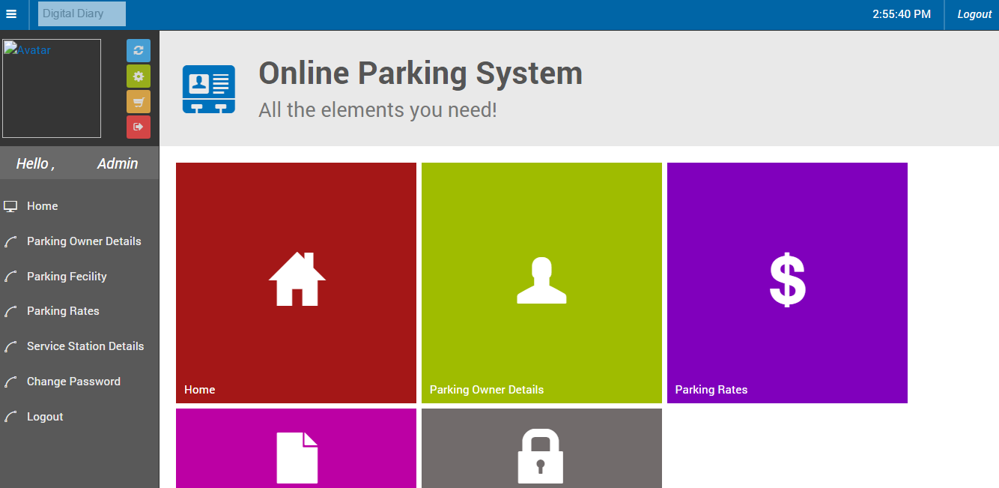 Digital Diary
2:55:40 PM
Logout
Avatar
Hello , Admin
Home
Parking Owner Details
Parking Fecility
Parking Rates
Service Station Details
Change Password
Logout
Online Parking System
All the elements you need!
Home
Parking Owner Details
Parking Rates
$